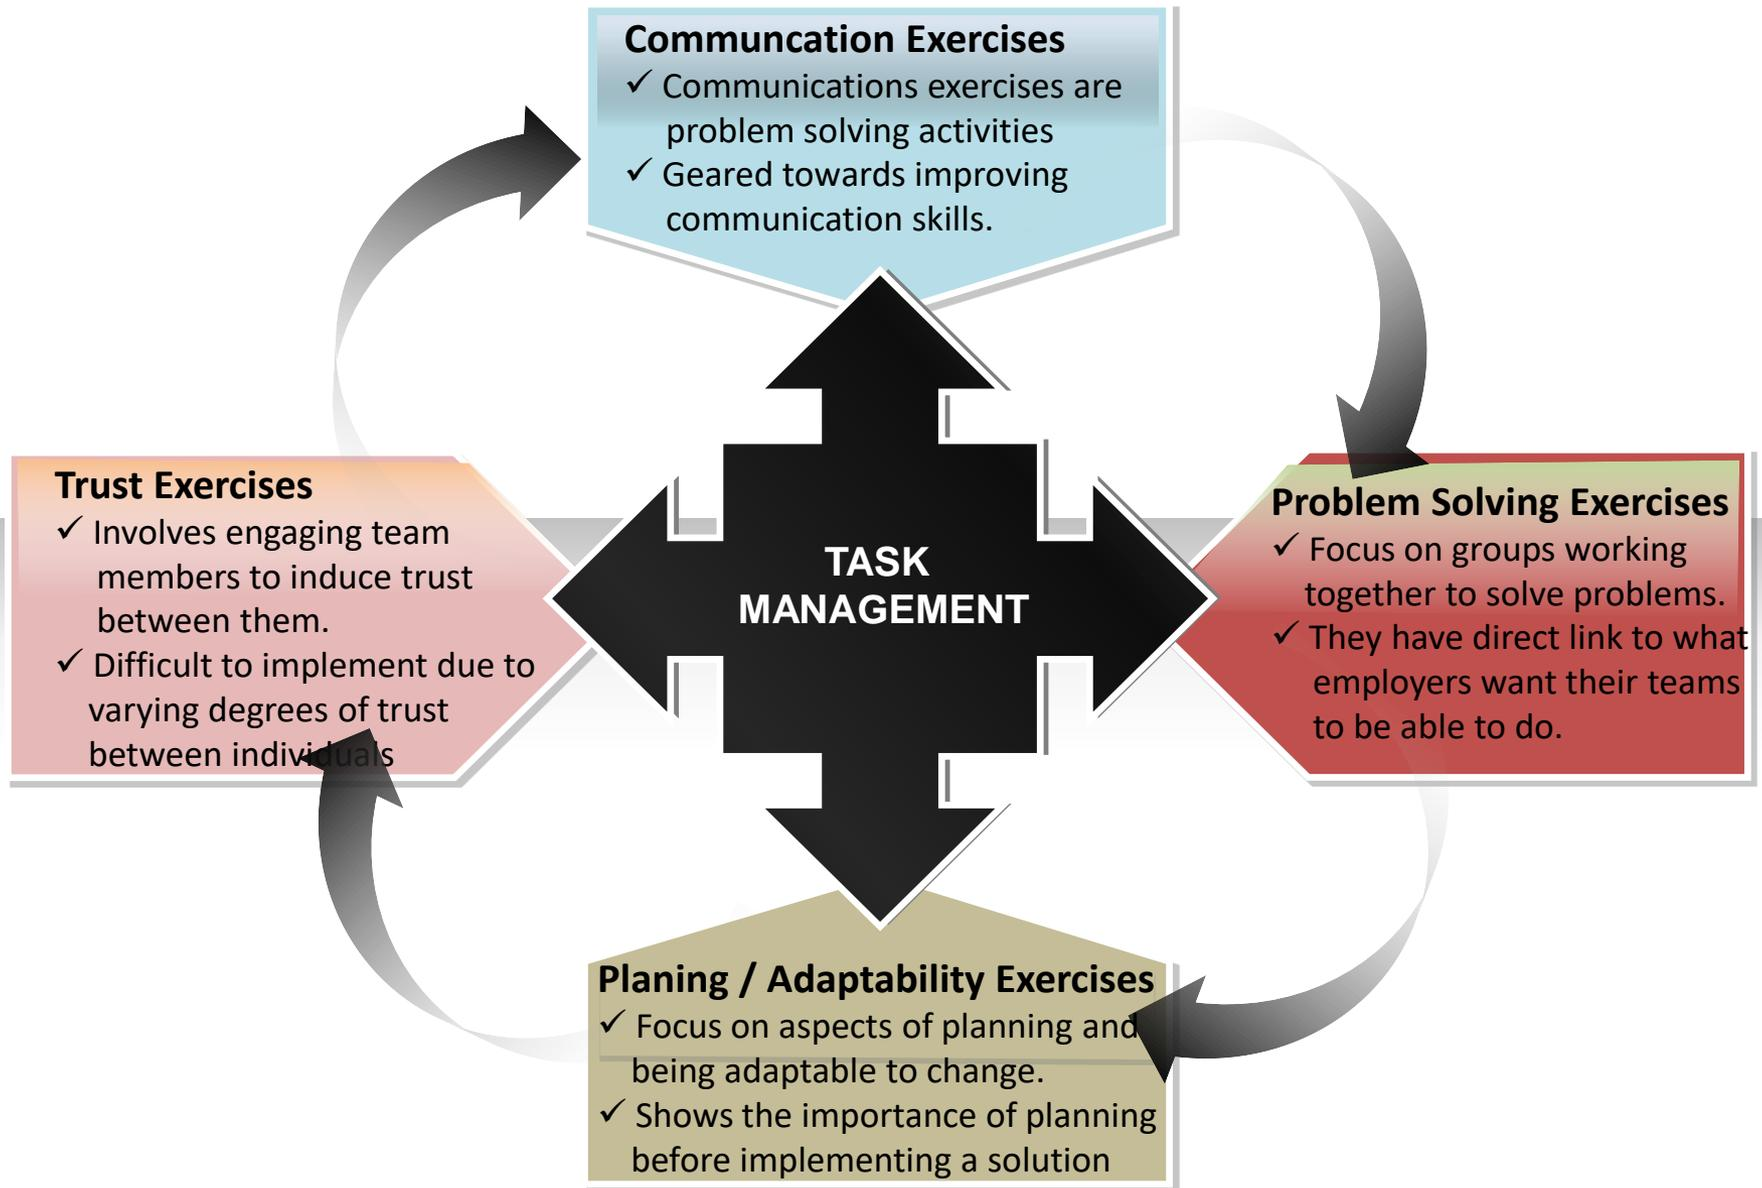 Communcation Exercises
✓ Communications exercises are
problem solving activities
✓ Geared towards improving
communication skills.
Trust Exercises
✓ Involves engaging team
members to induce trust
between them.
✓ Difficult to implement due to
varying degrees of trust
between individuals
TASK
MANAGEMENT
Problem Solving Exercises
✓ Focus on groups working
together to solve problems.
✓ They have direct link to what
employers want their teams
to be able to do.
Planing / Adaptability Exercises
✓ Focus on aspects of planning and
being adaptable to change.
✓ Shows the importance of planning
before implementing a solution